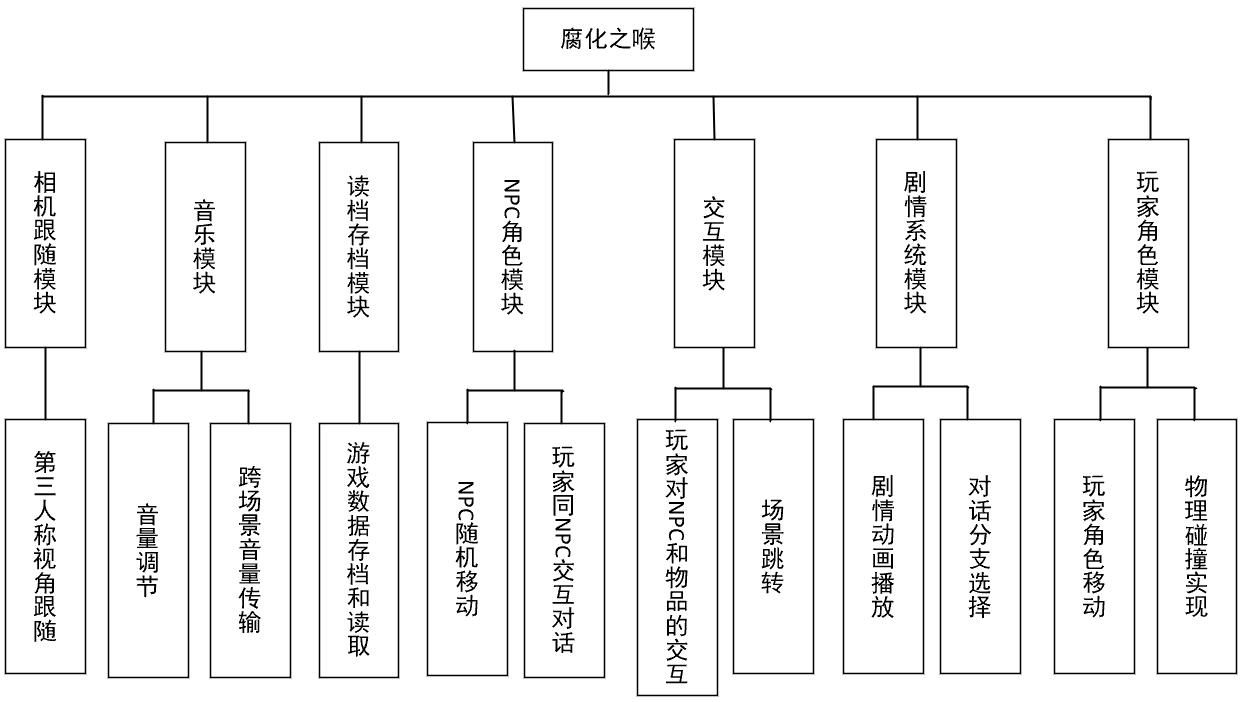 腐化之喉
相机跟随模块
音乐模块
读档存档模块
NPC角色模块
交互模块
剧情系统模块
玩家角色模块
第三人称视角跟随
音量调节
跨场景音量传输
游戏数据存档和读取
NPC随机移动
玩家同NPC交互对话
玩家对NPC和物品的交互
场景跳转
剧情动画播放
对话分支选择
玩家角色移动
物理碰撞实现